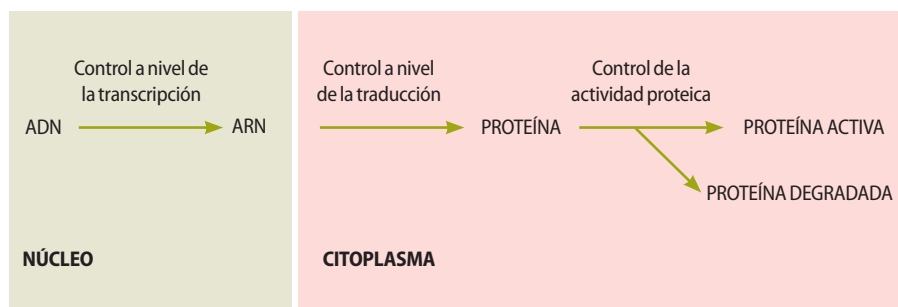 Control a nivel de
la transcripción
ADN
ARN
NÚCLEO
Control a nivel
de la traducción
Control de la
actividad proteica
PROTEÍNA
PROTEÍNA ACTIVA
PROTEÍNA DEGRADADA
CITOPLASMA